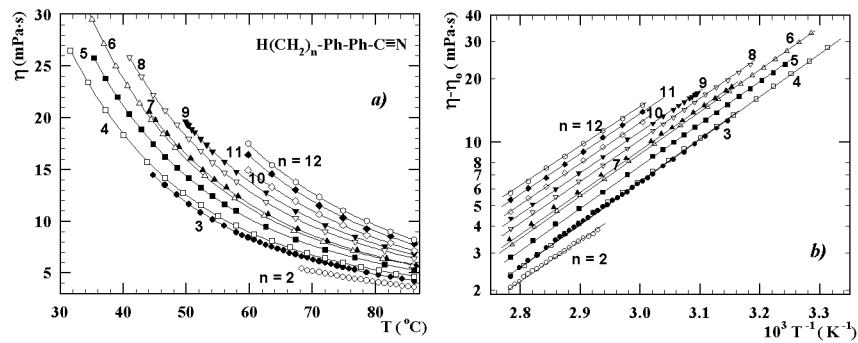 η (mPa·s)
H(CH2)n-Ph-Ph-C≡N
a)
30
25
20
15
10
5
6
5
8
4
7
9
11
10
n = 12
3
n = 2
30 40 50 60 70 80
T (°C)
η-η0 (mPa·s)
40
30
20
10
8
7
6
5
4
3
2
6
5
4
8
9
11
10
n = 12
7
3
n = 2
b)
2.8 2.9 3.0 3.1 3.2 3.3
10³ T⁻¹ (K⁻¹)